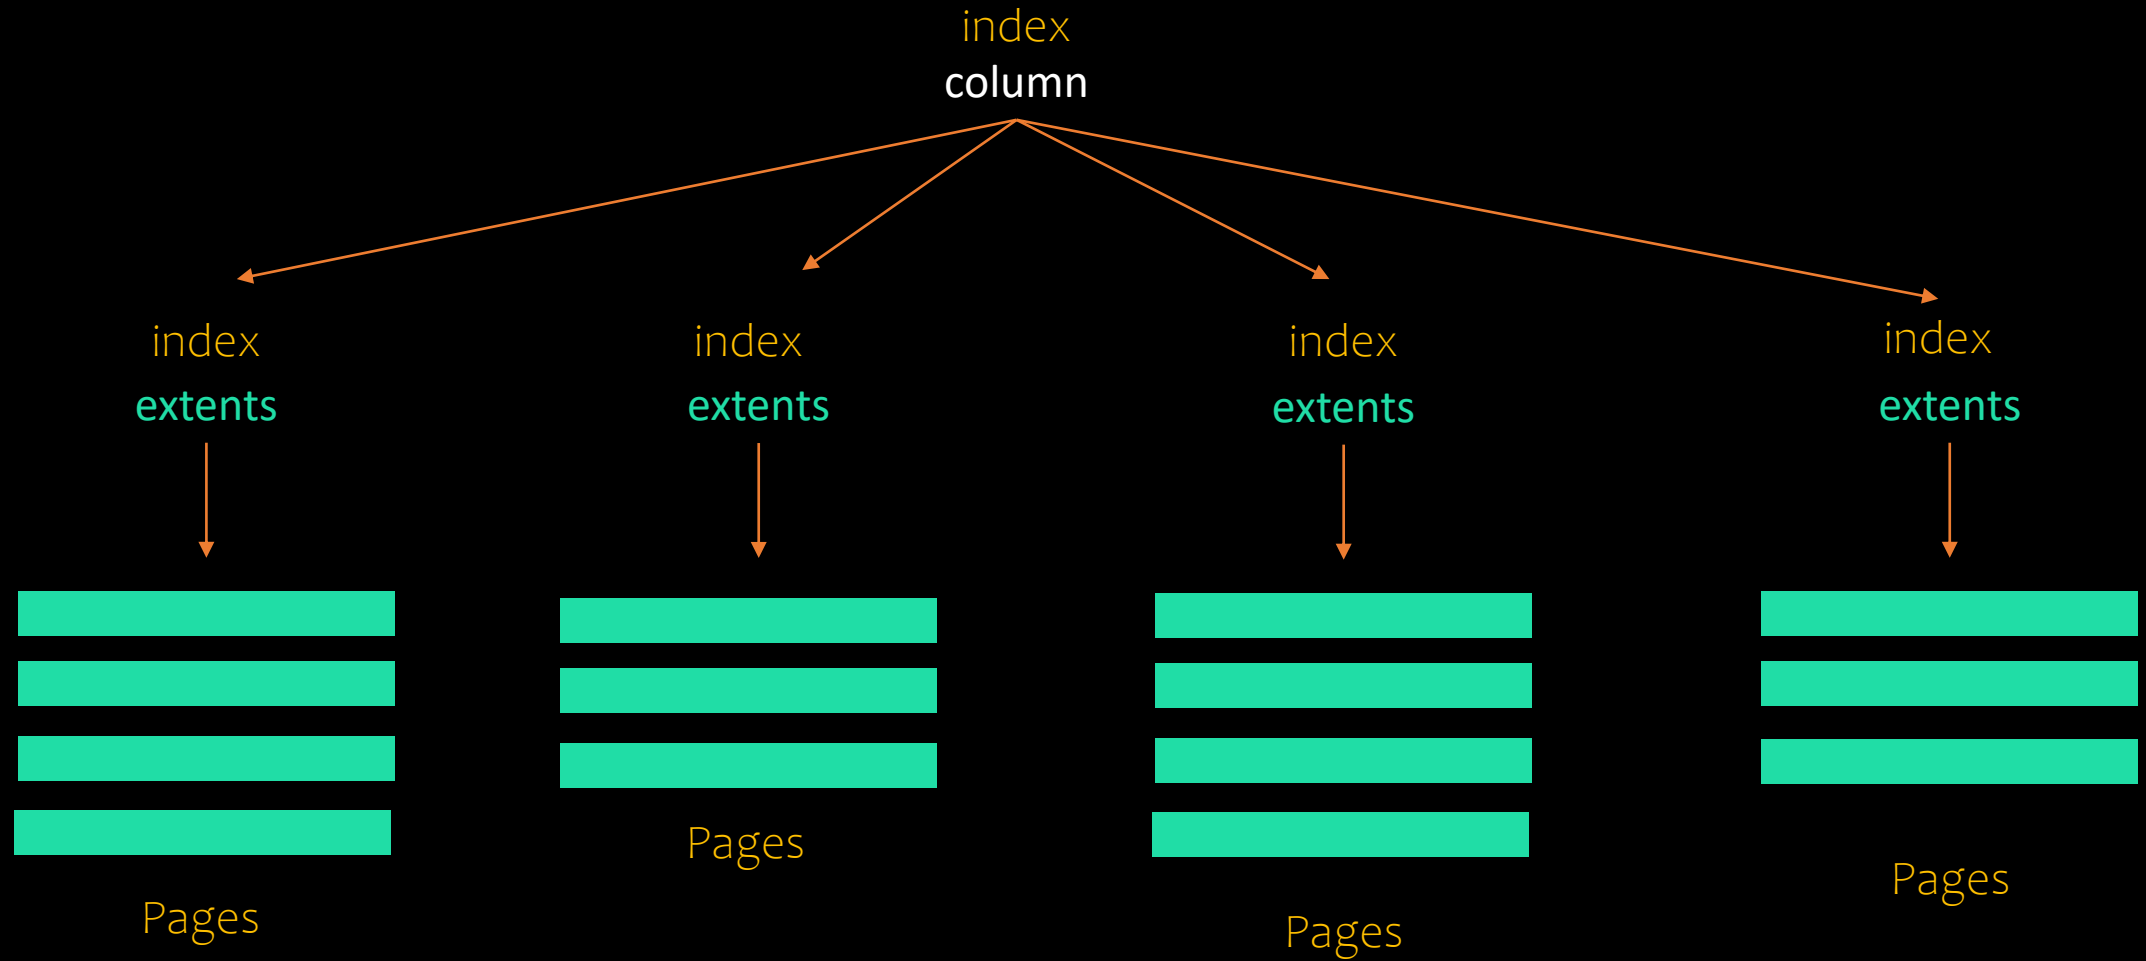 index
column
index
index
index
index
extents
extents
extents
extents
Pages
Pages
Pages
Pages